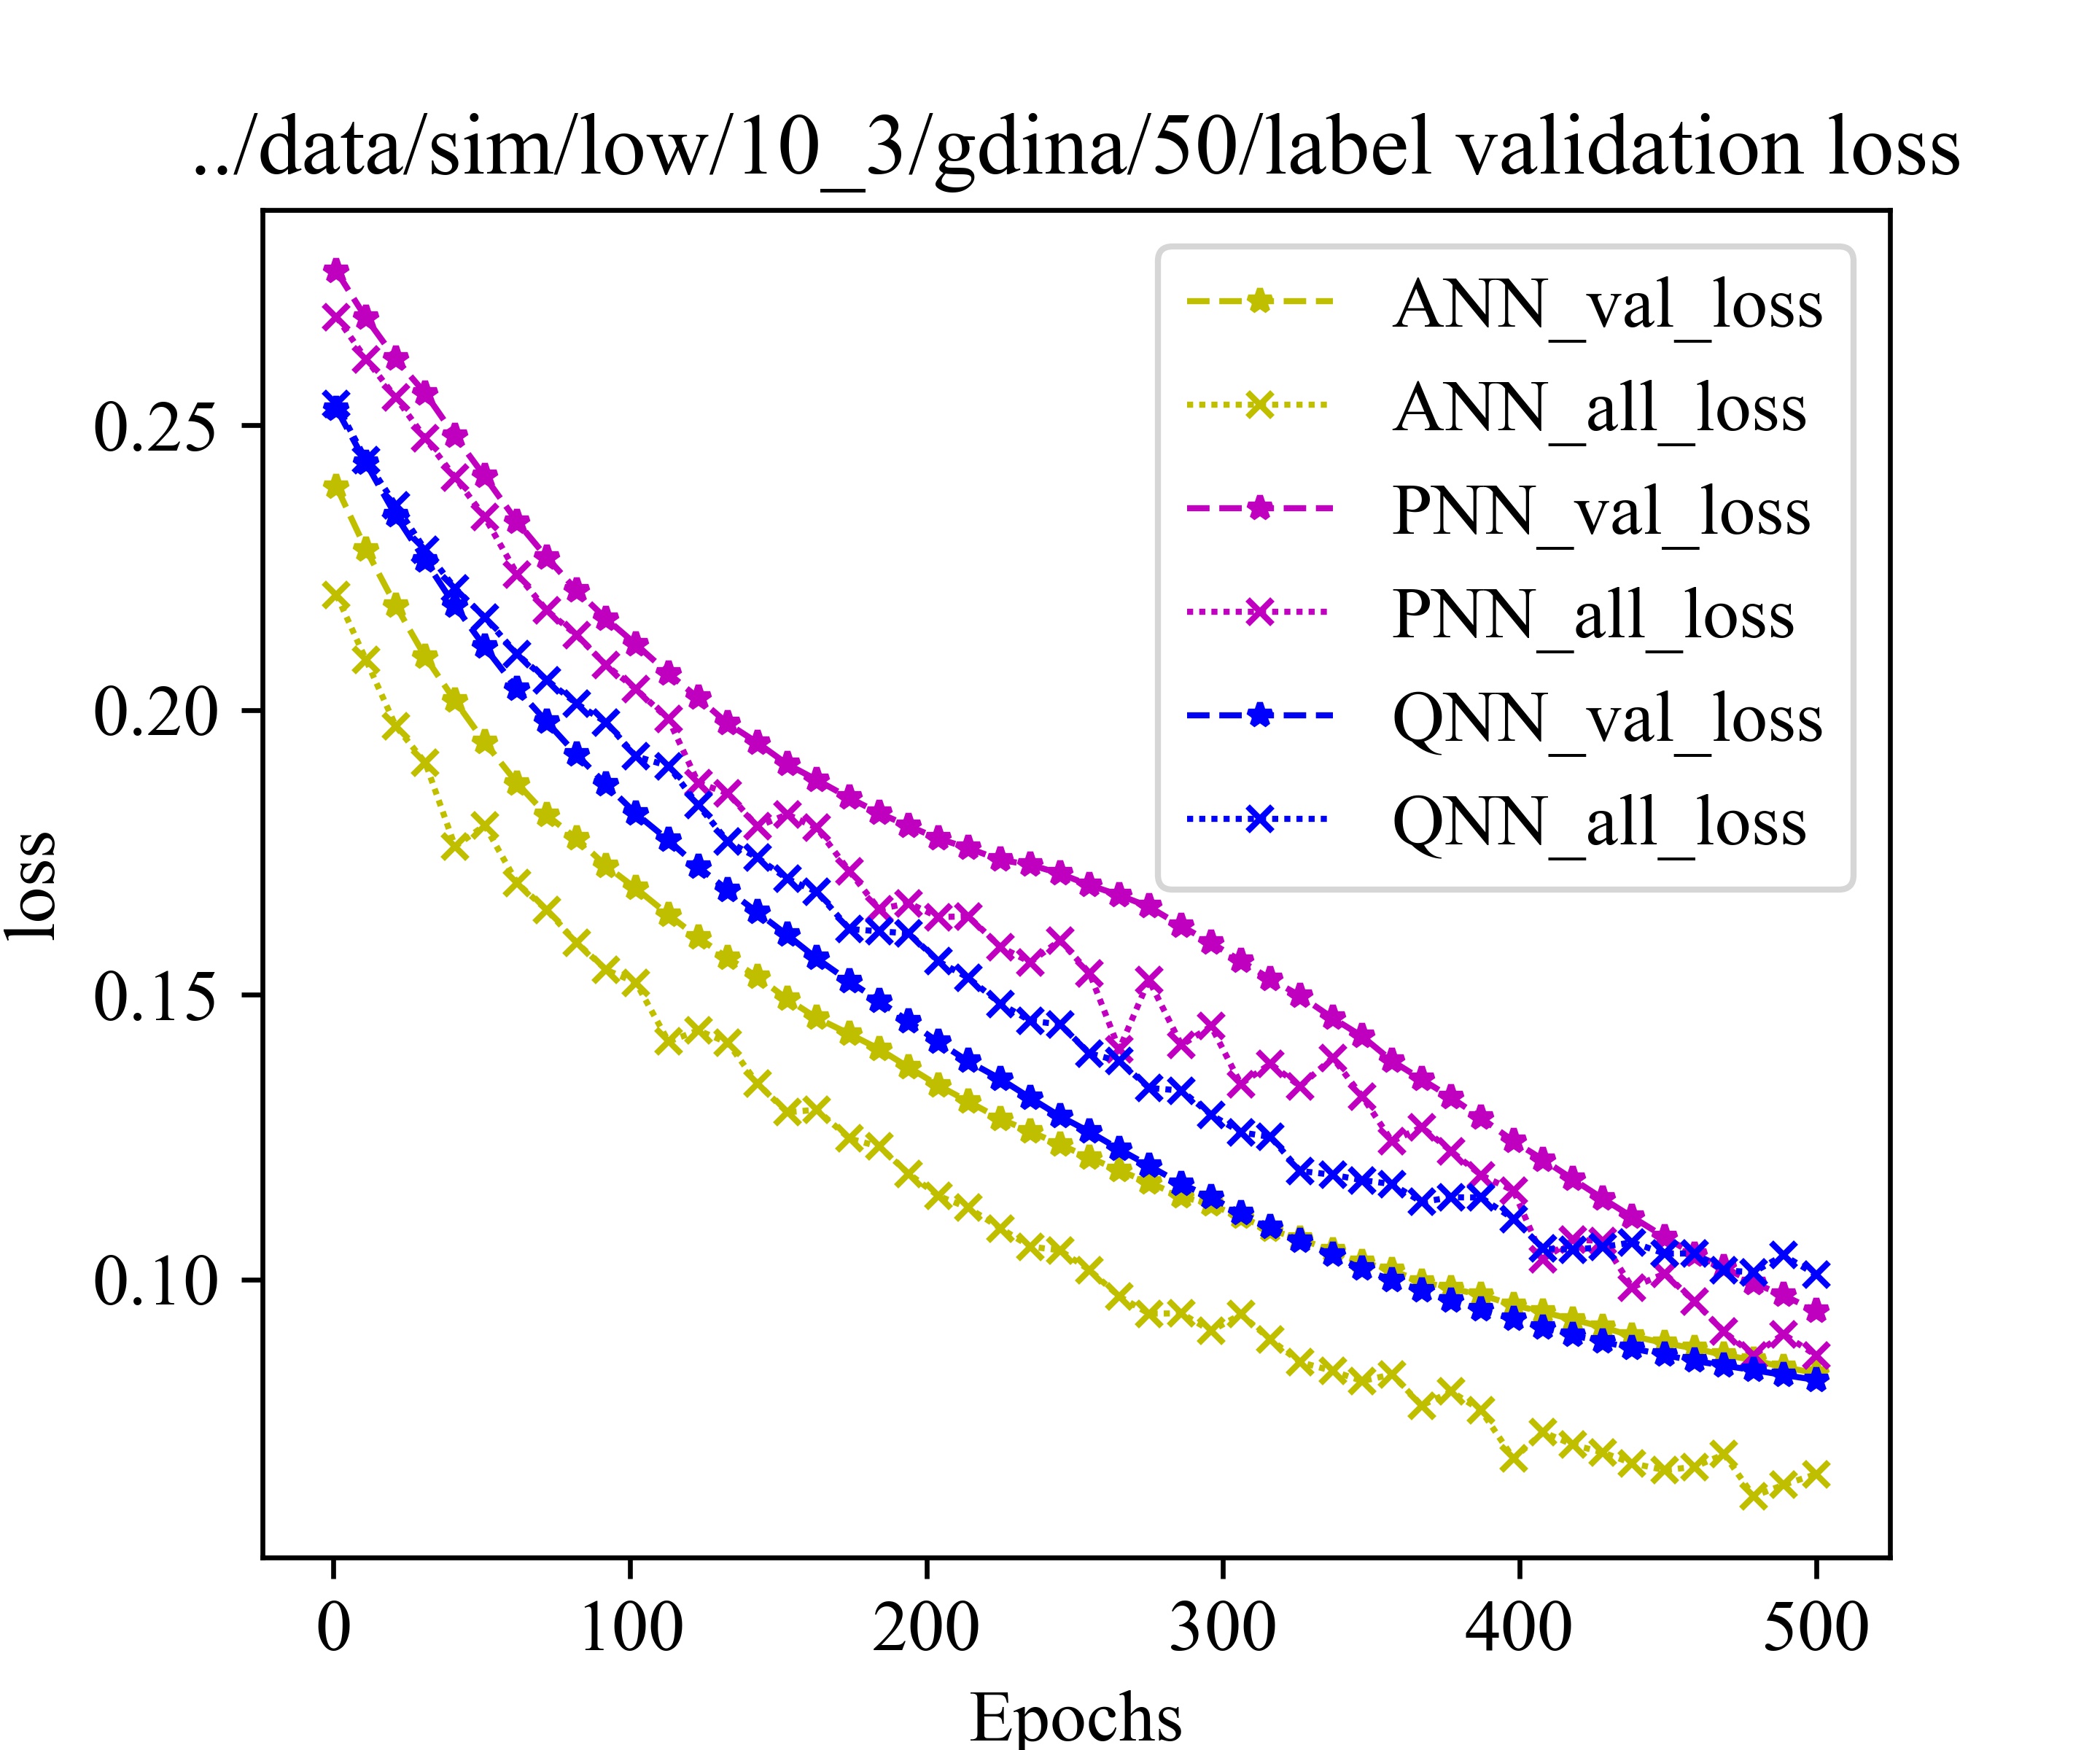 ../data/sim/low/10_3/gdina/50/label validation loss
ANN_val_loss
ANN_all_loss
PNN_val_loss
PNN_all_loss
QNN_val_loss
QNN_all_loss
0.25
0.20
0.15
0.10
loss
0 100 200 300 400 500
Epochs